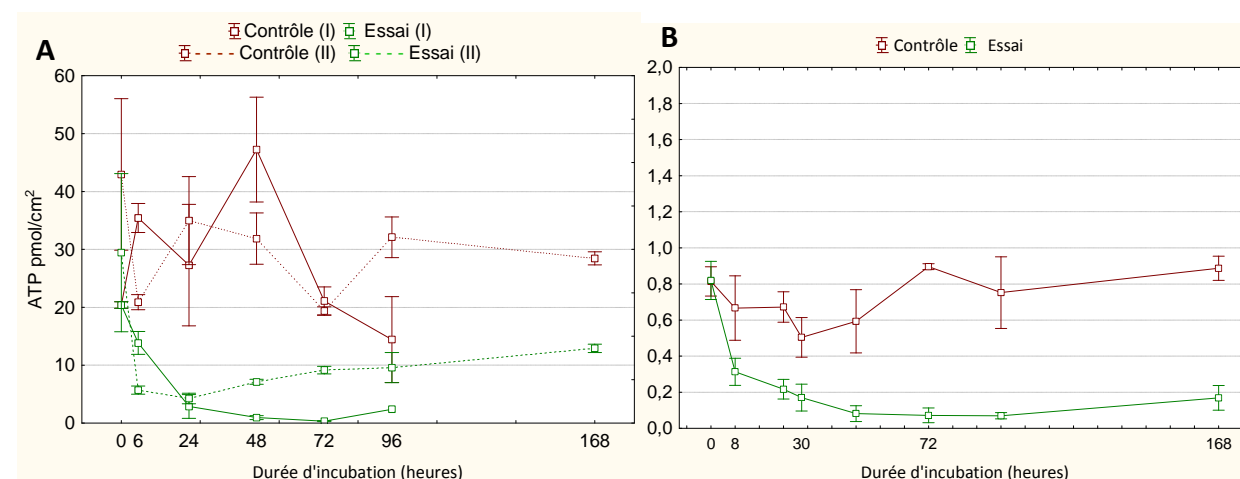 A
Contrôle (I) Essai (I)
Contrôle (II) Essai (II)
60
50
40
30
20
10
0
ATP pmol/cm²
0 6 24 48 72 96 168
Durée d'incubation (heures)
B
Contrôle Essai
2,0
1,8
1,6
1,4
1,2
1,0
0,8
0,6
0,4
0,2
0,0
0 8 30 72 168
Durée d'incubation (heures)